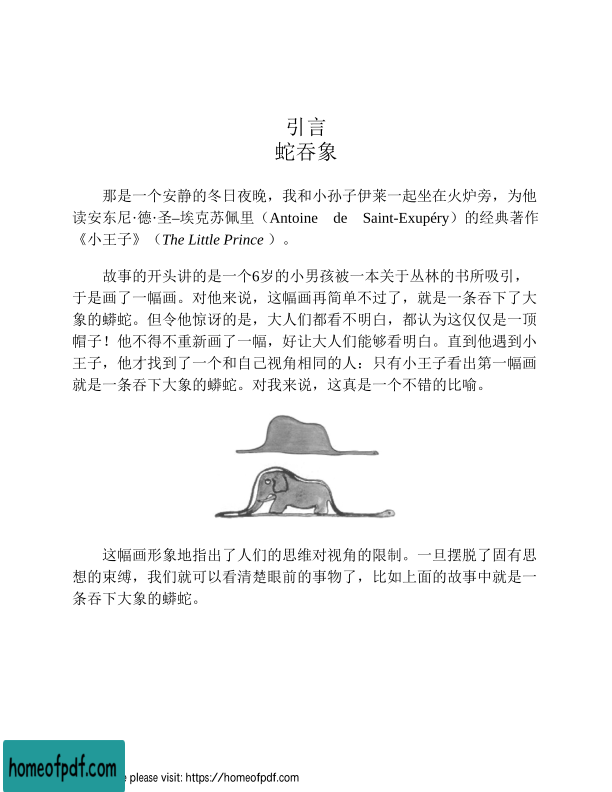 引言
蛇吞象
那是一个安静的冬日夜晚，我和小孙子伊莱一起坐在火炉旁，为他
读安东尼·德·圣–埃克苏佩里（Antoine de Saint-Exupéry）的经典著作
《小王子》（The Little Prince ）。
故事的开头讲的是一个6岁的小男孩被一本关于丛林的书所吸引，
于是画了一幅画。对他来说，这幅画再简单不过了，就是一条吞下了大
象的蟒蛇。但令他惊讶的是，大人们都看不明白，都认为这仅仅是一顶
帽子！他不得不重新画了一幅，好让大人们能够看明白。直到他遇到小
王子，他才找到了一个和自己视角相同的人：只有小王子看出第一幅画
就是一条吞下大象的蟒蛇。对我来说，这真是一个不错的比喻。
这幅画形象地指出了人们的思维对视角的限制。一旦摆脱了固有思
想的束缚，我们就可以看清楚眼前的事物了，比如上面的故事中就是一
条吞下大象的蟒蛇。
homeofpdf.com
e please visit: https://homeofpdf.com